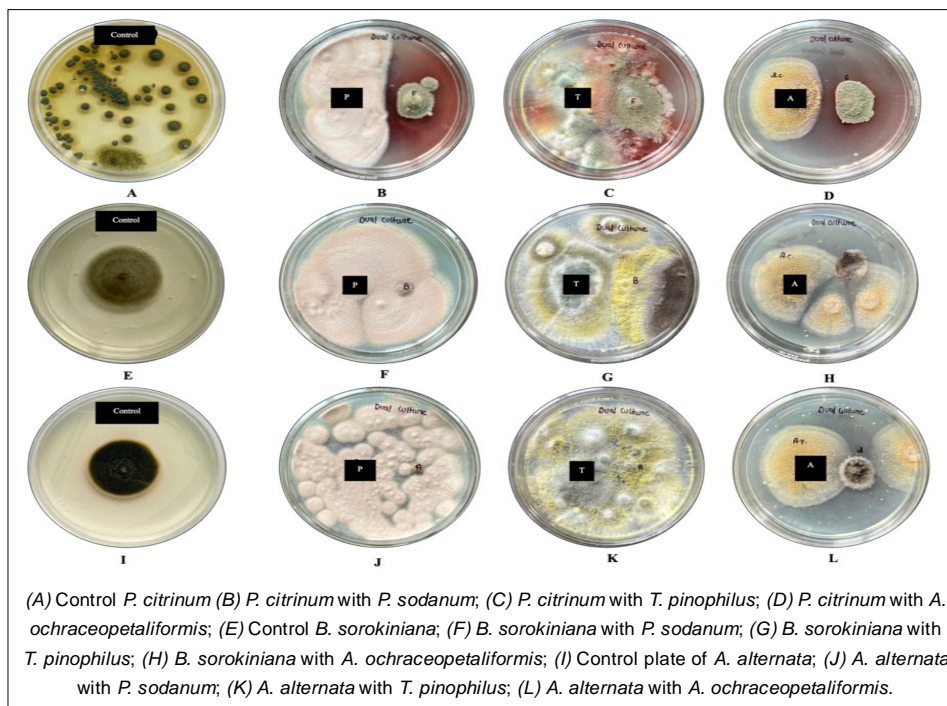 Control
Dual culture
P
A
B
Dual culture
T
F
C
Dual culture
A.c.
A
D
Control
E
Dual culture
P
B
F
Dual culture
T
B
G
Dual culture
A.c.
A
H
Control
I
Dual culture
P
J
Dual culture
T
K
Dual culture
A
L
(A) Control P. citrinum (B) P. citrinum with P. sodanum; (C) P. citrinum with T. pinophilus; (D) P. citrinum with A.
ochraceopetaliformis; (E) Control B. sorokiniana; (F) B. sorokiniana with P. sodanum; (G) B. sorokiniana with
T. pinophilus; (H) B. sorokiniana with A. ochraceopetaliformis; (I) Control plate of A. alternata; (J) A. alternata
with P. sodanum; (K) A. alternata with T. pinophilus; (L) A. alternata with A. ochraceopetaliformis.